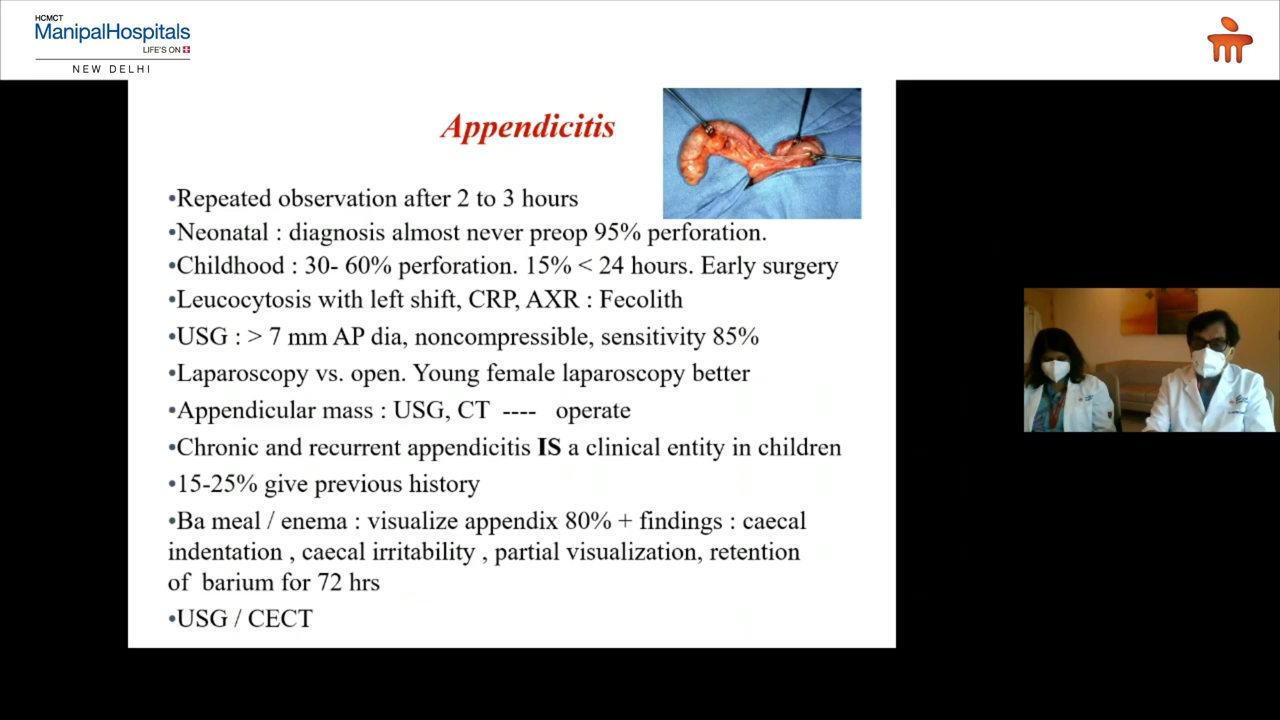 HCMCT
ManipalHospitals
LIFE'S ON
NEW DELHI
Appendicitis
•Repeated observation after 2 to 3 hours
•Neonatal : diagnosis almost never preop 95% perforation.
•Childhood : 30- 60% perforation. 15% < 24 hours. Early surgery
•Leucocytosis with left shift, CRP, AXR : Fecolith
•USG : > 7 mm AP dia, noncompressible, sensitivity 85%
•Laparoscopy vs. open. Young female laparoscopy better
•Appendicular mass : USG, CT ---- operate
•Chronic and recurrent appendicitis IS a clinical entity in children
•15-25% give previous history
•Ba meal / enema : visualize appendix 80% + findings : caecal
indentation , caecal irritability , partial visualization, retention
of barium for 72 hrs
•USG / CECT